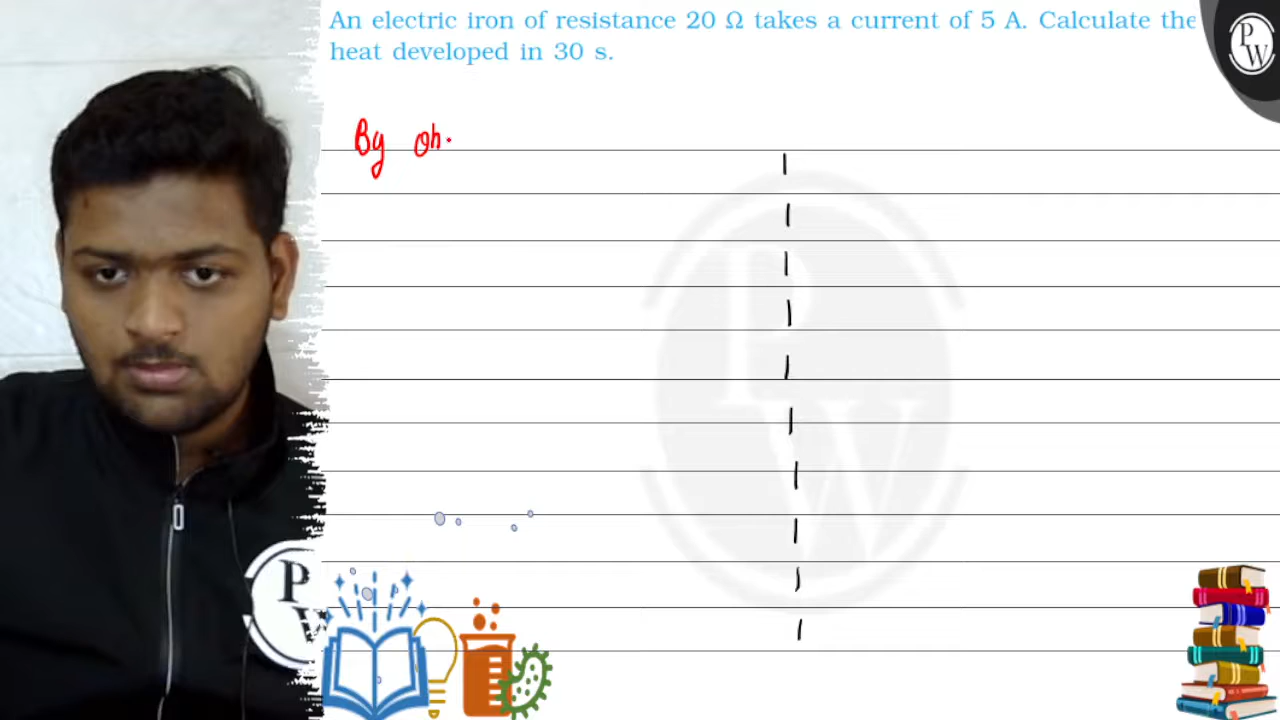 An electric iron of resistance 20 Ω takes a current of 5 A. Calculate the
heat developed in 30 s.
By Oh
P
W
P
W
P
W